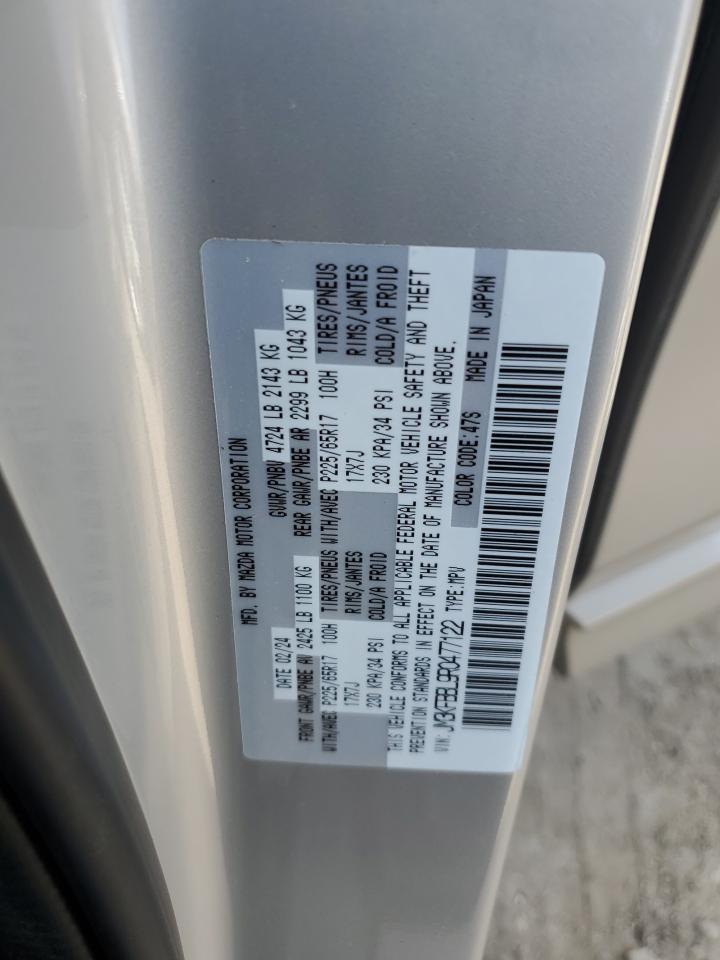 MFD. BY MAZDA MOTOR CORPORATION
DATE 02/24 GVWR/PNBV 4724 LB 2143 KG
FRONT GAWR/PNBE AV 2425 LB 1100 KG REAR GAWR/PNBE AR 2299 LB 1043 KG
WITH/AVEC P225/65R17 100H TIRES/PNEUS WITH/AVEC P225/65R17 100H TIRES/PNEUS
17X7J RIMS/JANTES 17X7J RIMS/JANTES
230 KPA/34 PSI COLD/A FROID 230 KPA/34 PSI COLD/A FROID
THIS VEHICLE CONFORMS TO ALL APPLICABLE FEDERAL MOTOR VEHICLE SAFETY AND THEFT
PREVENTION STANDARDS IN EFFECT ON THE DATE OF MANUFACTURE SHOWN ABOVE.
COLOR CODE:47S MADE IN JAPAN
VIN: JM3KFBBL9R0477122 TYPE:MPV